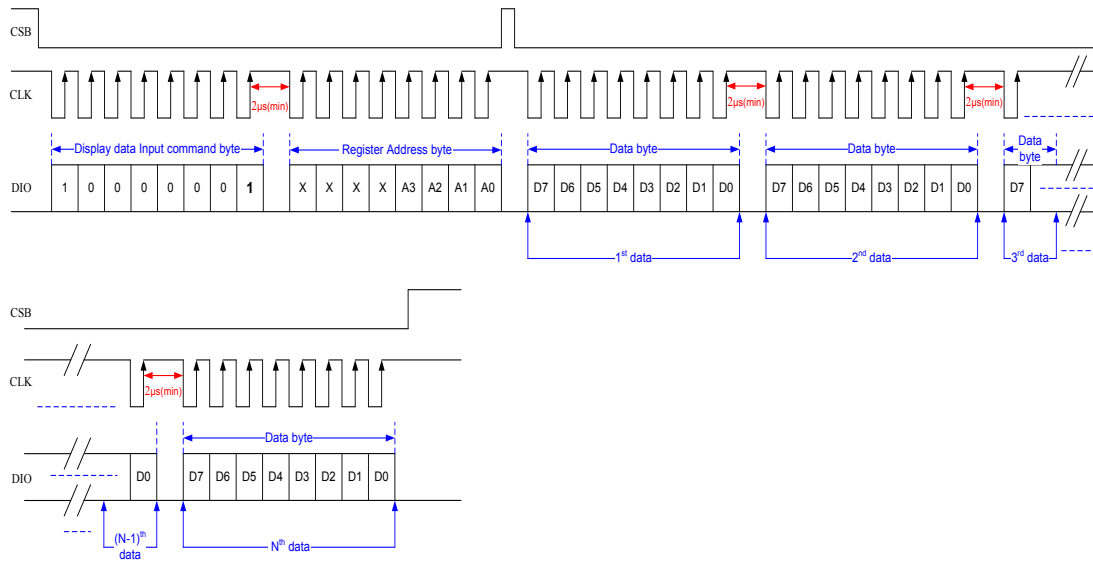 CSB
CLK
2µs(min) 2µs(min) 2µs(min)
Display data Input command byte Register Address byte Data byte Data byte Data
byte
DIO 1 0 0 0 0 0 0 1 X X X X A3 A2 A1 A0 D7 D6 D5 D4 D3 D2 D1 D0 D7 D6 D5 D4 D3 D2 D1 D0 D7
1st data 2nd data 3rd data
CSB
CLK
2µs(min)
Data byte
DIO D0 D7 D6 D5 D4 D3 D2 D1 D0
(N-1)th
data
Nth data